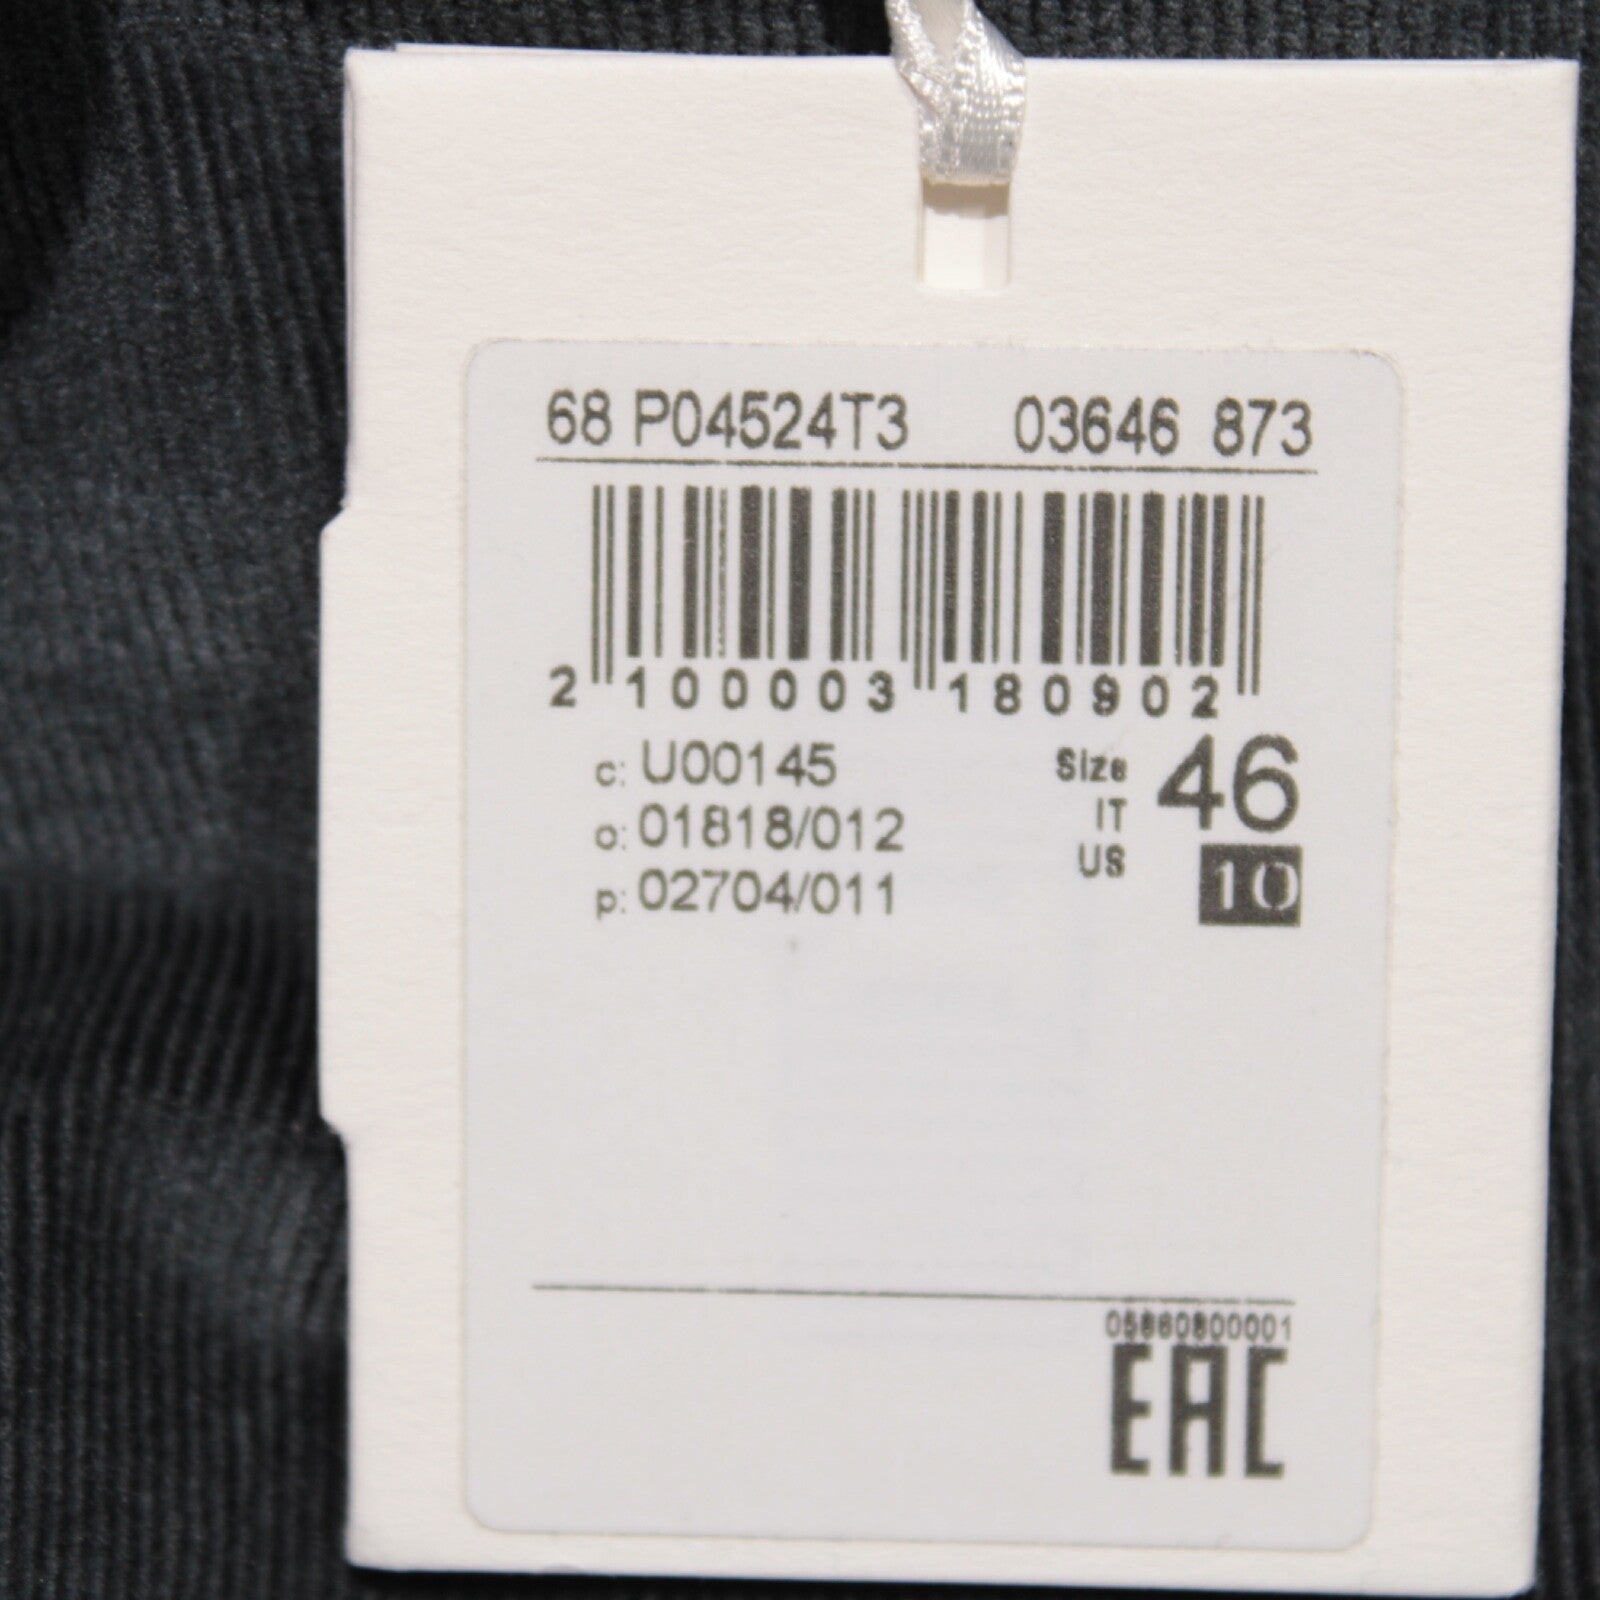 68 P04524T3 03646 873
2 100003 180902
c: U00145
o: 01818/012
p: 02704/011
Size
IT 46
US 10
05860800001
EAC